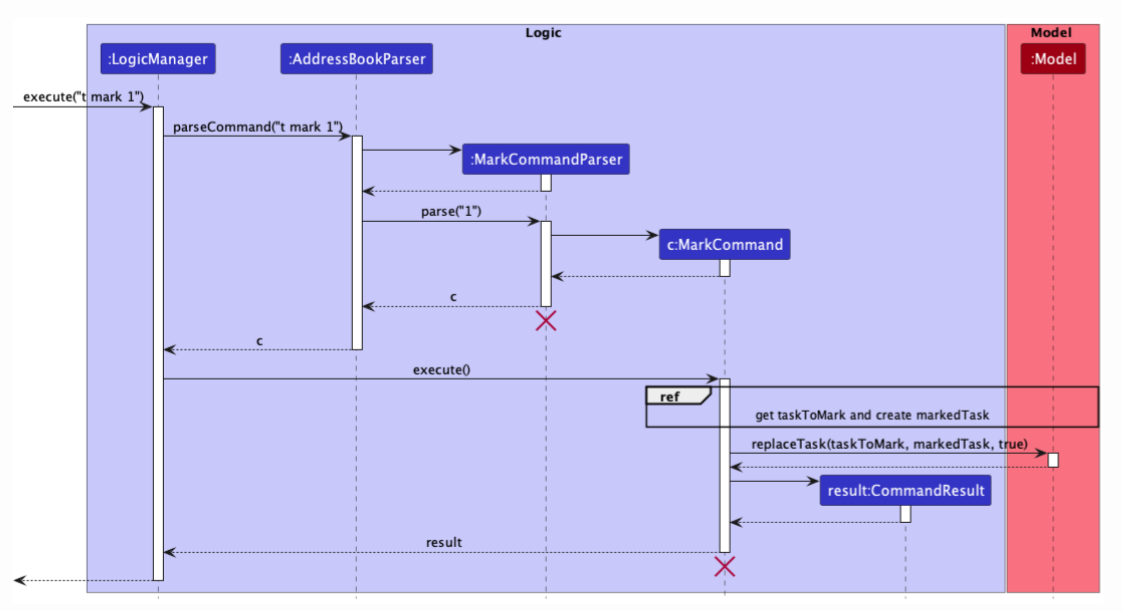 Logic
Model
:LogicManager
:AddressBookParser
:Model
execute("t mark 1")
parseCommand("t mark 1")
:MarkCommandParser
parse("1")
c:MarkCommand
c
c
execute()
ref
get taskToMark and create markedTask
replaceTask(taskToMark, markedTask, true)
result:CommandResult
result